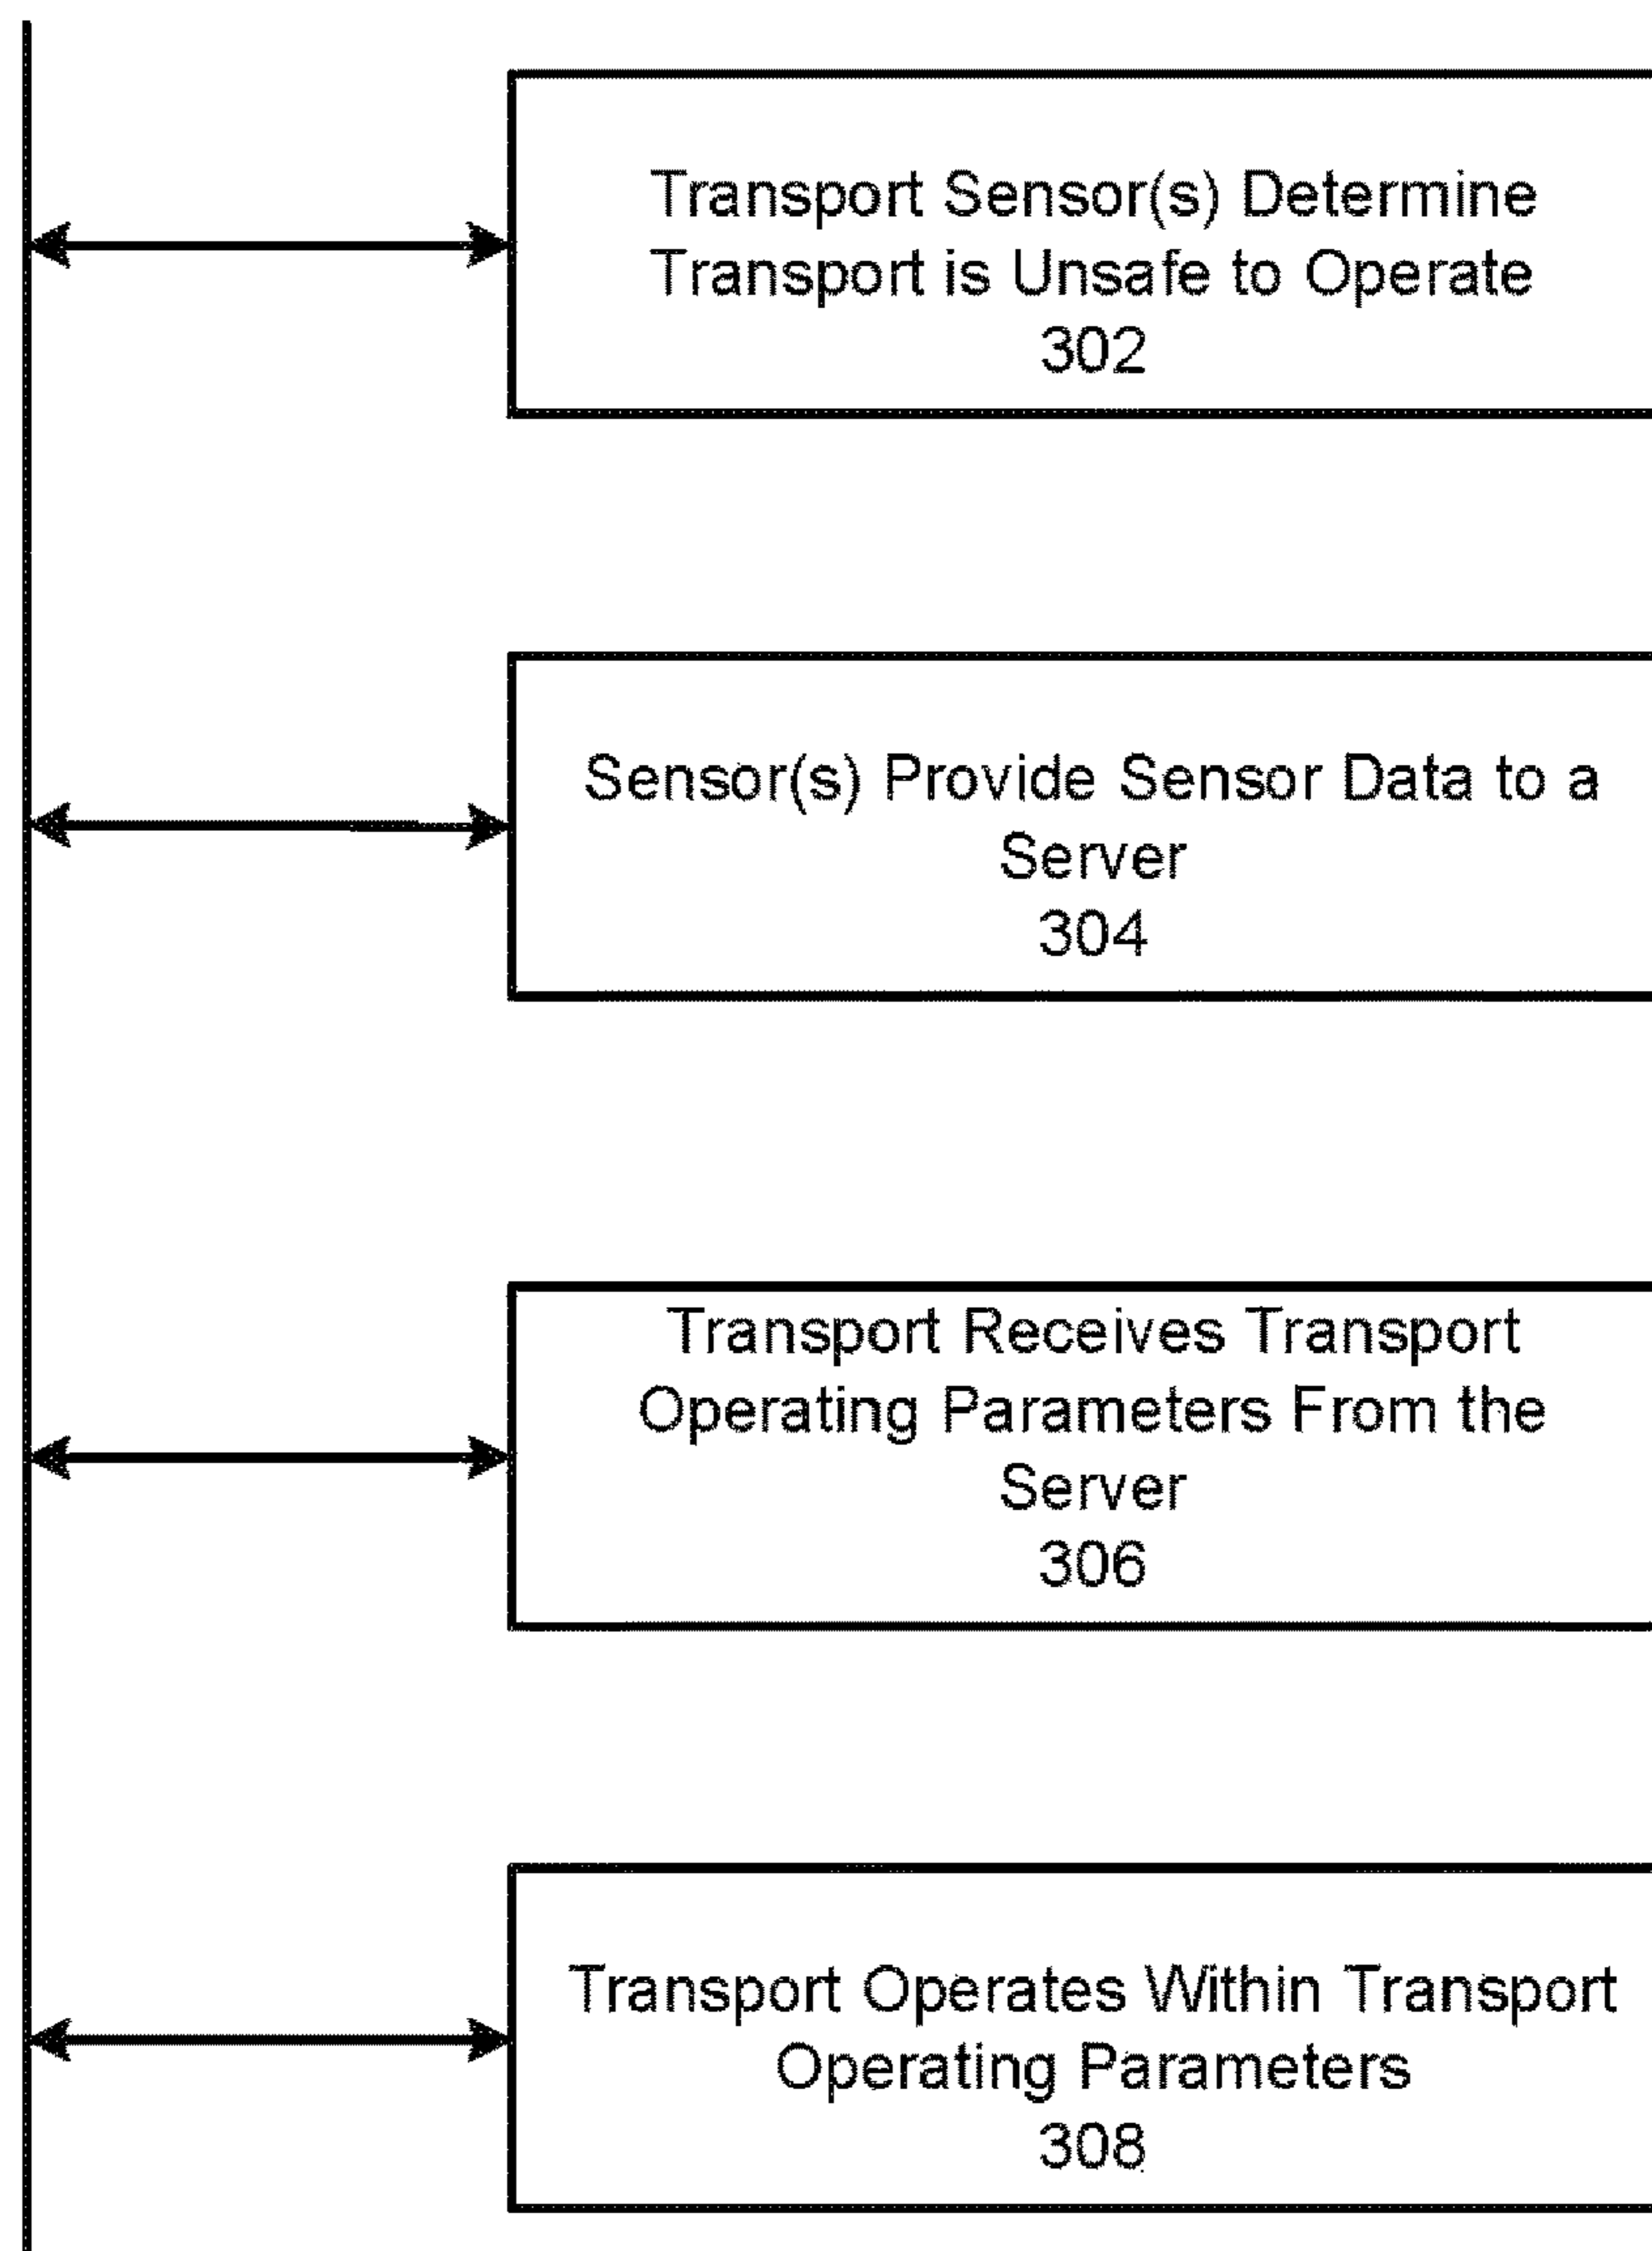 Transport Sensor(s) Determine
Transport is Unsafe to Operate
302
Sensor(s) Provide Sensor Data to a
Server
304
Transport Receives Transport
Operating Parameters From the
Server
306
Transport Operates Within Transport
Operating Parameters
308